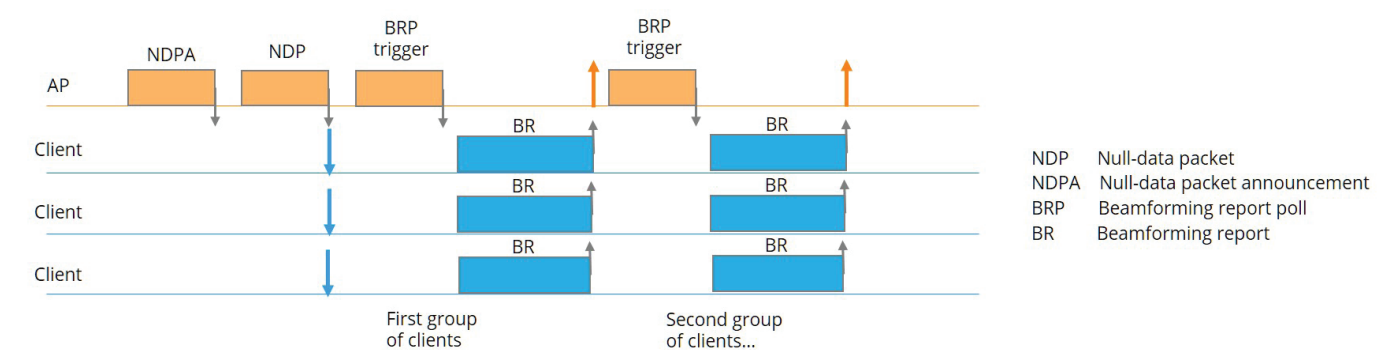 BRP
trigger
BRP
trigger
NDPA
NDP
AP
BR
BR
Client
BR
BR
Client
BR
BR
Client
NDP Null-data packet
NDPA Null-data packet announcement
BRP Beamforming report poll
BR Beamforming report
First group
of clients
Second group
of clients...